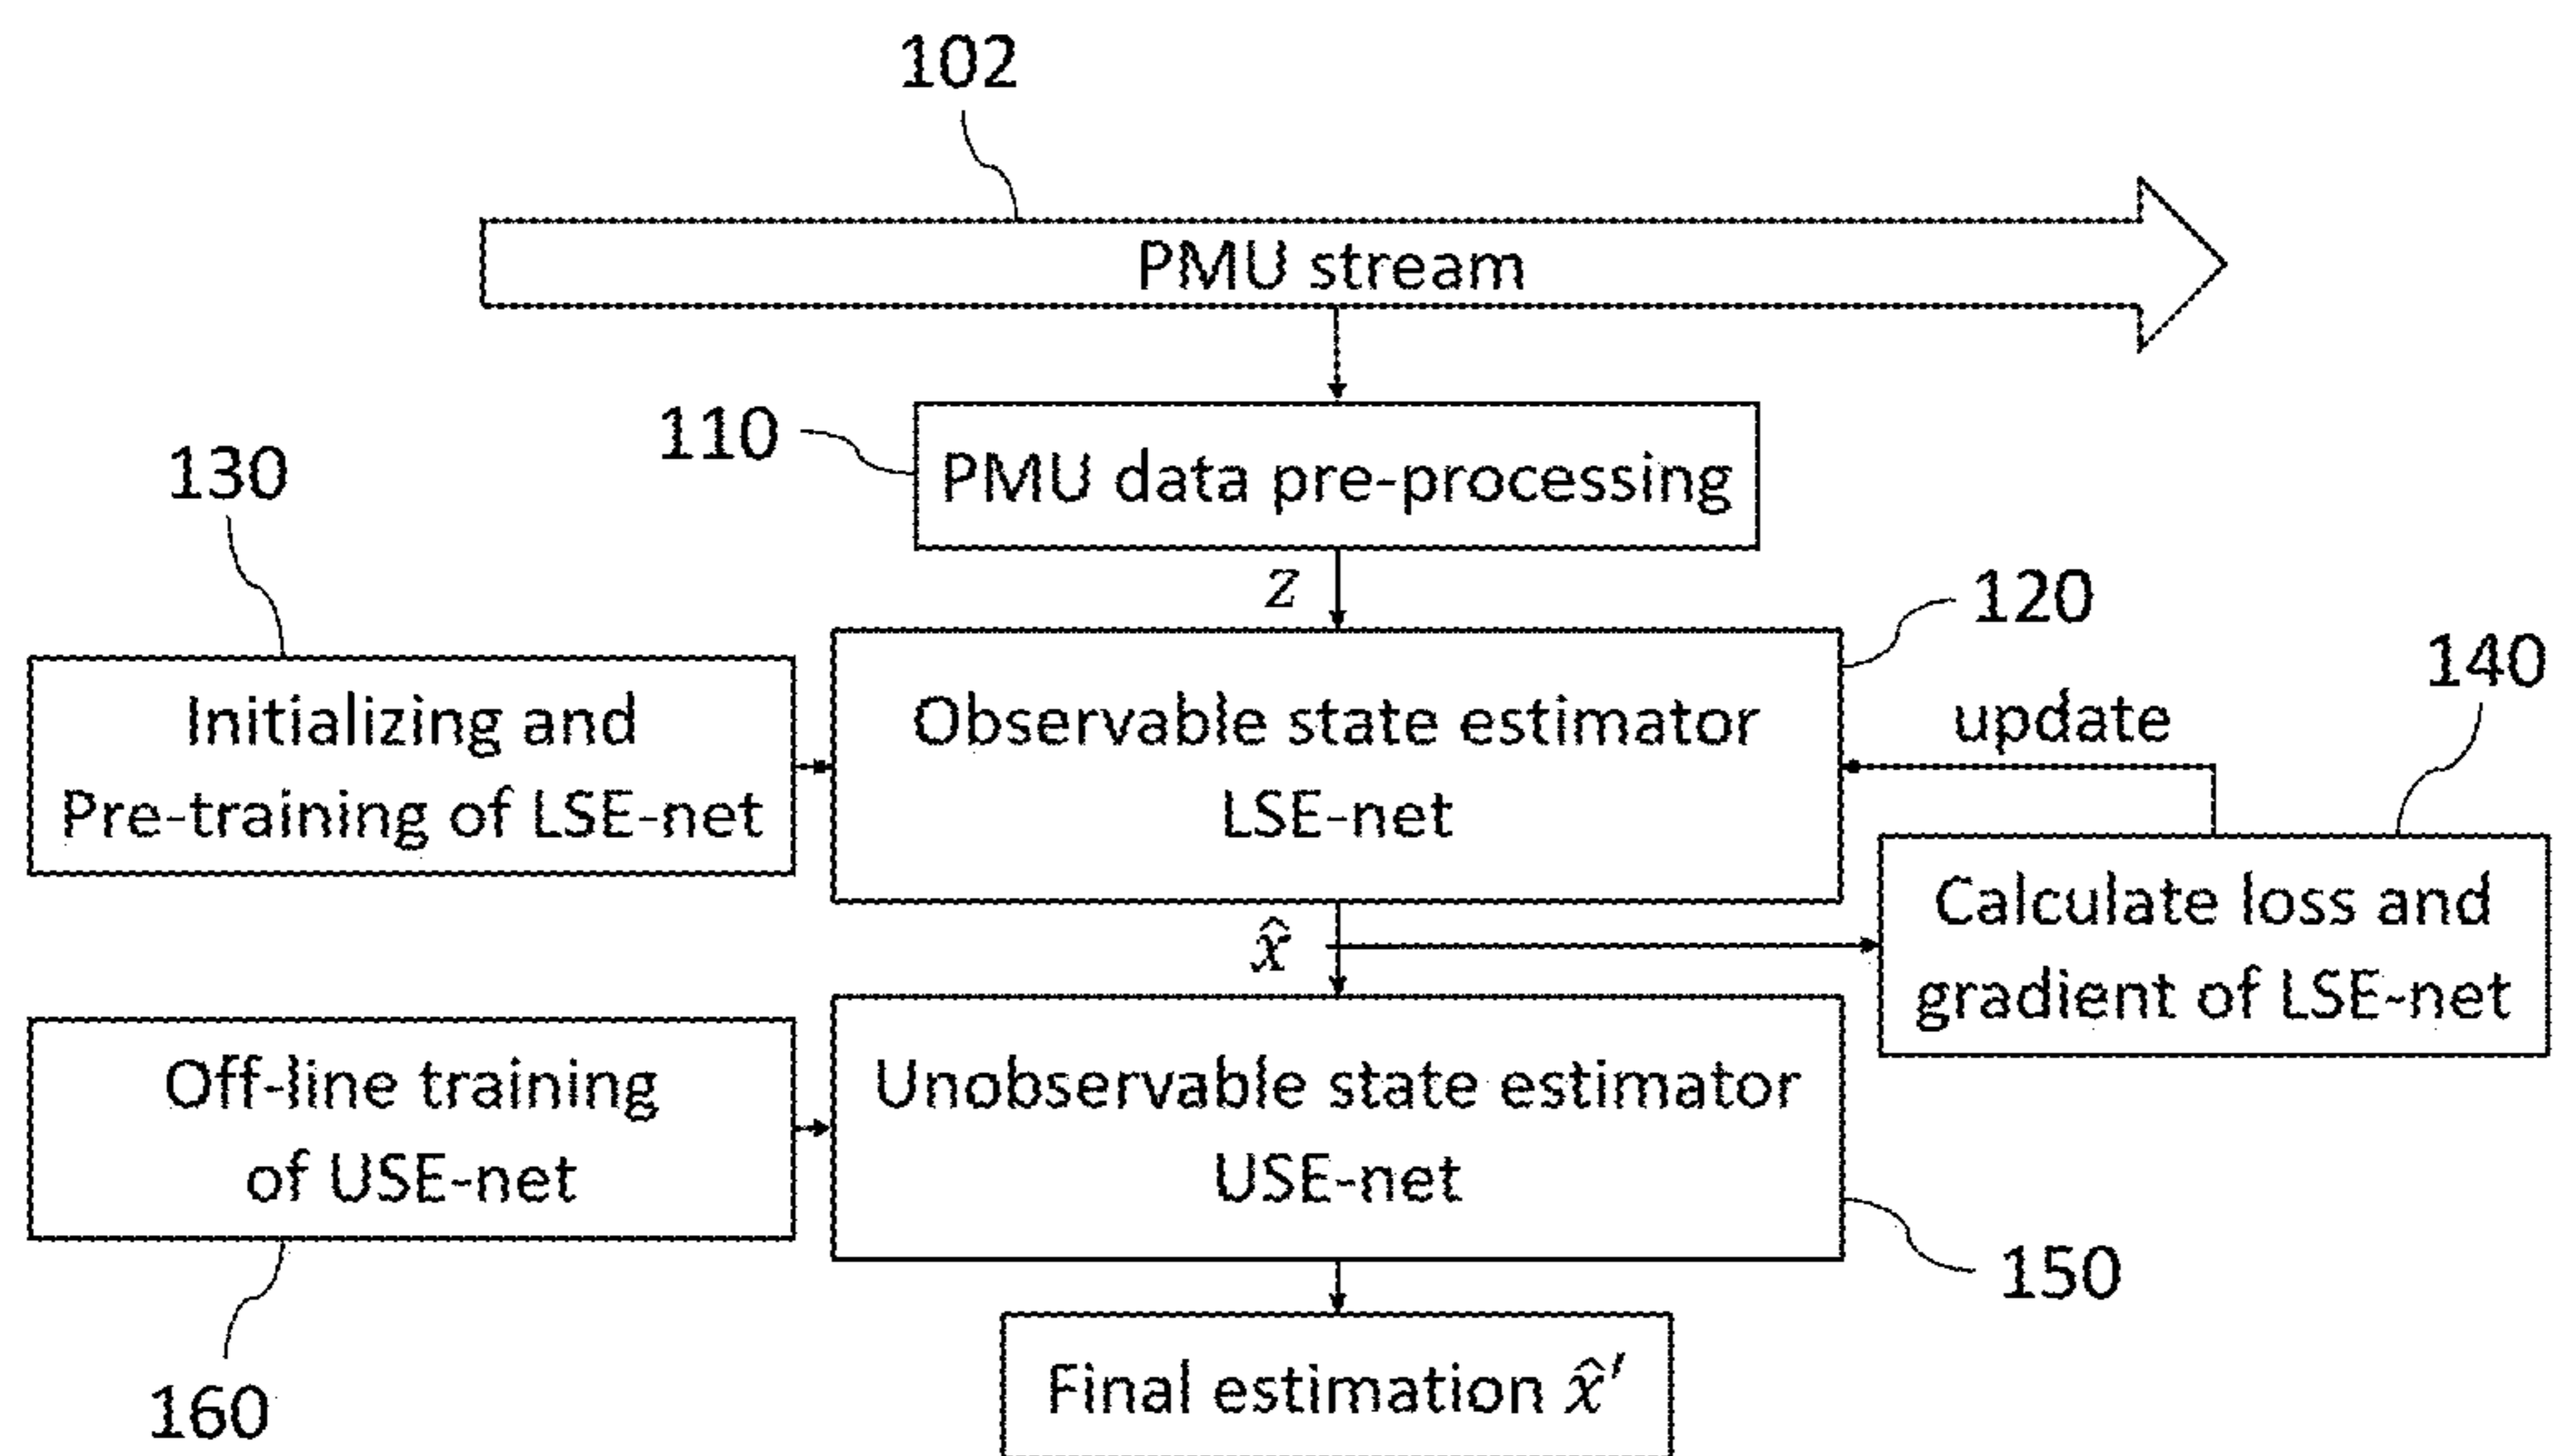 102
PMU stream
110
PMU data pre-processing
130
z
120
Initializing and
Pre-training of LSE-net
Observable state estimator
LSE-net
update
140
Calculate loss and
gradient of LSE-net
x̂
Off-line training
of USE-net
Unobservable state estimator
USE-net
150
160
Final estimation x̂′